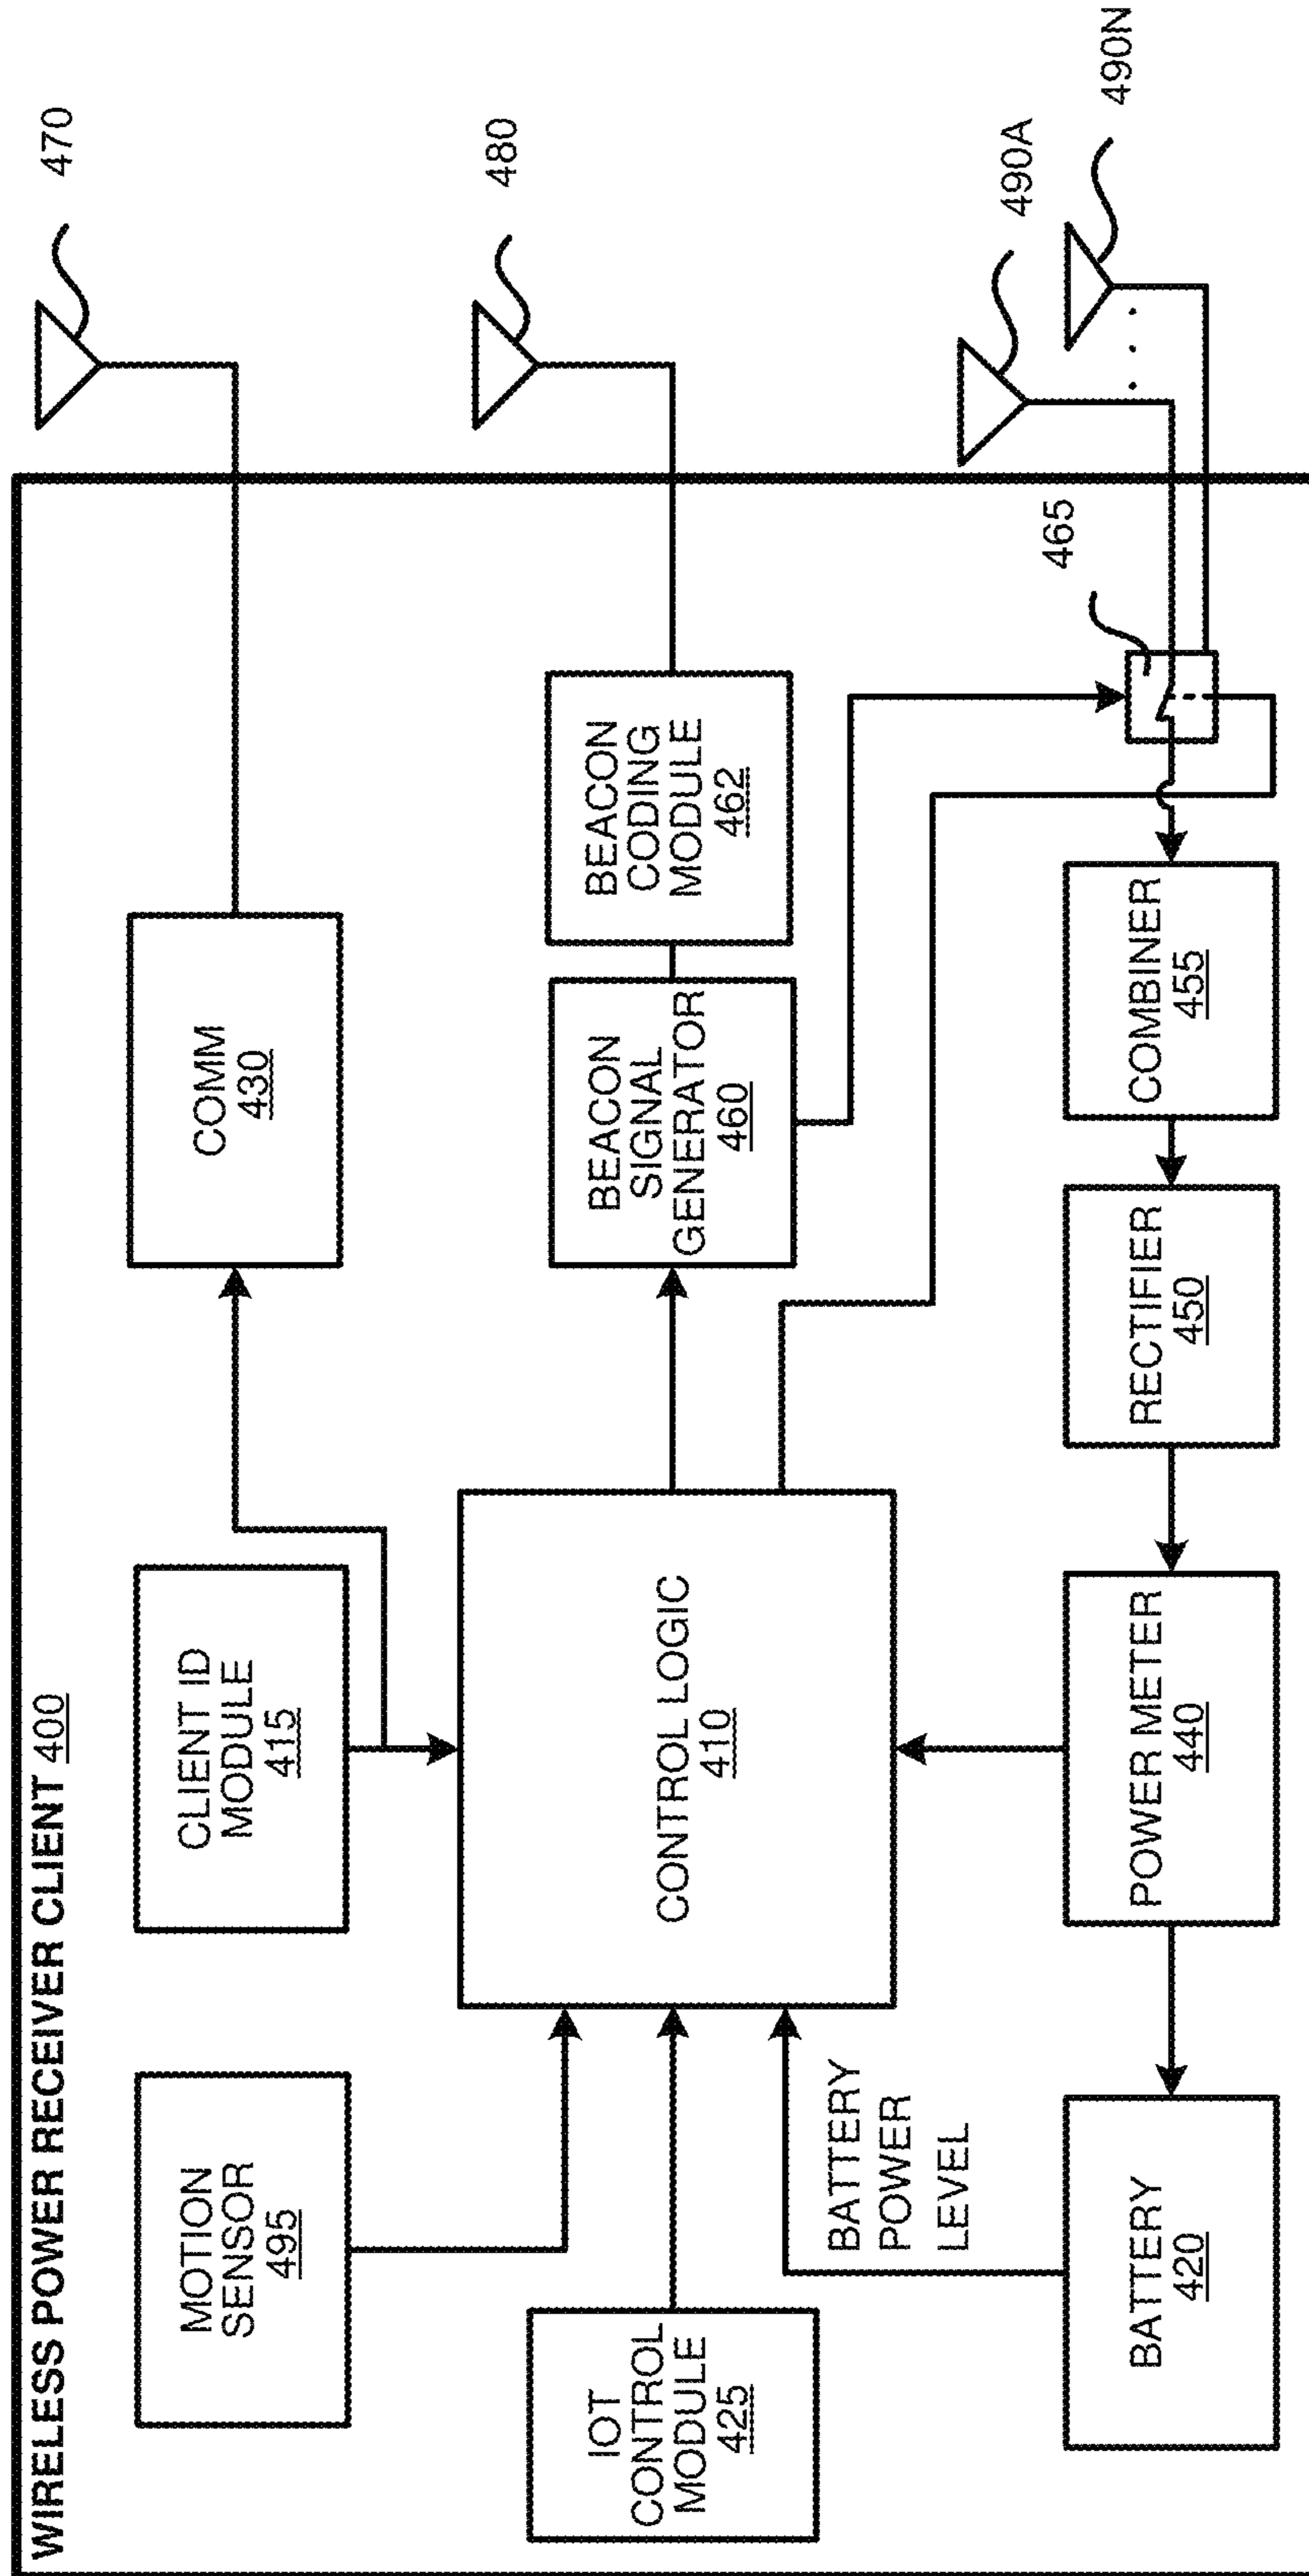 WIRELESS POWER RECEIVER CLIENT 400
MOTION
SENSOR
495
CLIENT ID
MODULE
415
COMM
430
470
IOT
CONTROL
MODULE
425
CONTROL LOGIC
410
BEACON
SIGNAL
GENERATOR
460
BEACON
CODING
MODULE
462
480
BATTERY
POWER
LEVEL
BATTERY
420
POWER METER
440
RECTIFIER
450
COMBINER
455
465
490A
. . .
490N